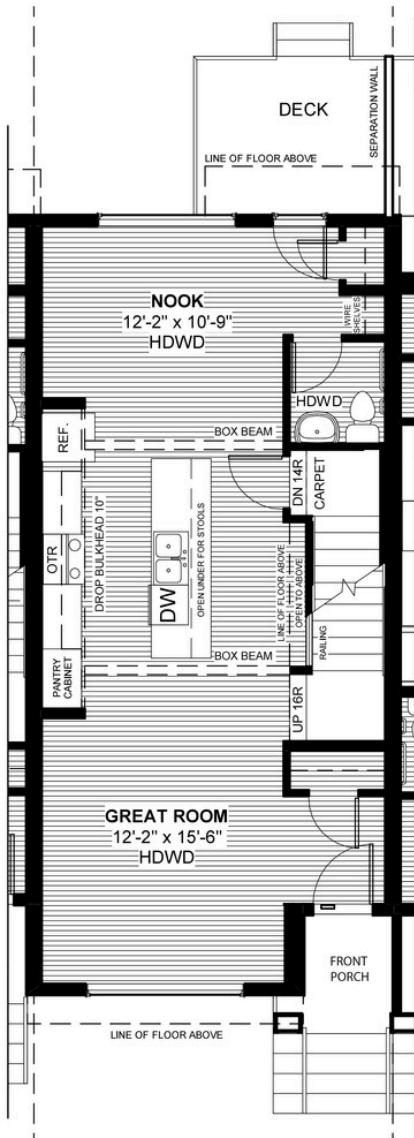 DECK
SEPARATION WALL
LINE OF FLOOR ABOVE
NOOK
12'-2" x 10'-9"
HDWD
WIRE
SHELVES
HDWD
REF.
BOX BEAM
DN 14R
CARPET
OTR
DROP BULKHEAD 10"
DW
OPEN UNDER FOR STOOLS
LINE OF FLOOR ABOVE
OPEN TO ABOVE
RAILING
PANTRY
CABINET
BOX BEAM
UP 16R
GREAT ROOM
12'-2" x 15'-6"
HDWD
FRONT
PORCH
LINE OF FLOOR ABOVE